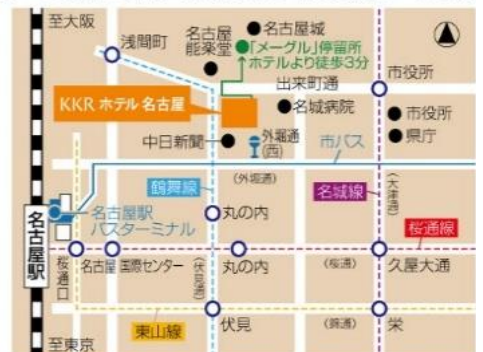 至大阪
浅間町
名古屋
能楽堂
名古屋城
「メーグル」停留所
ホテルより徒歩3分
出来町通
市役所
KKR ホテル 名古屋
名城病院
市役所
県庁
中日新聞
外堀通
(西)
市バス
(外堀通)
鶴舞線
名城線
(大津通)
名古屋駅
バスターミナル
丸の内
桜通線
名古屋駅
桜通口
名古屋
国際センター
(伏見通)
丸の内
(桜通)
久屋大通
東山線
伏見
(錦通)
栄
至東京